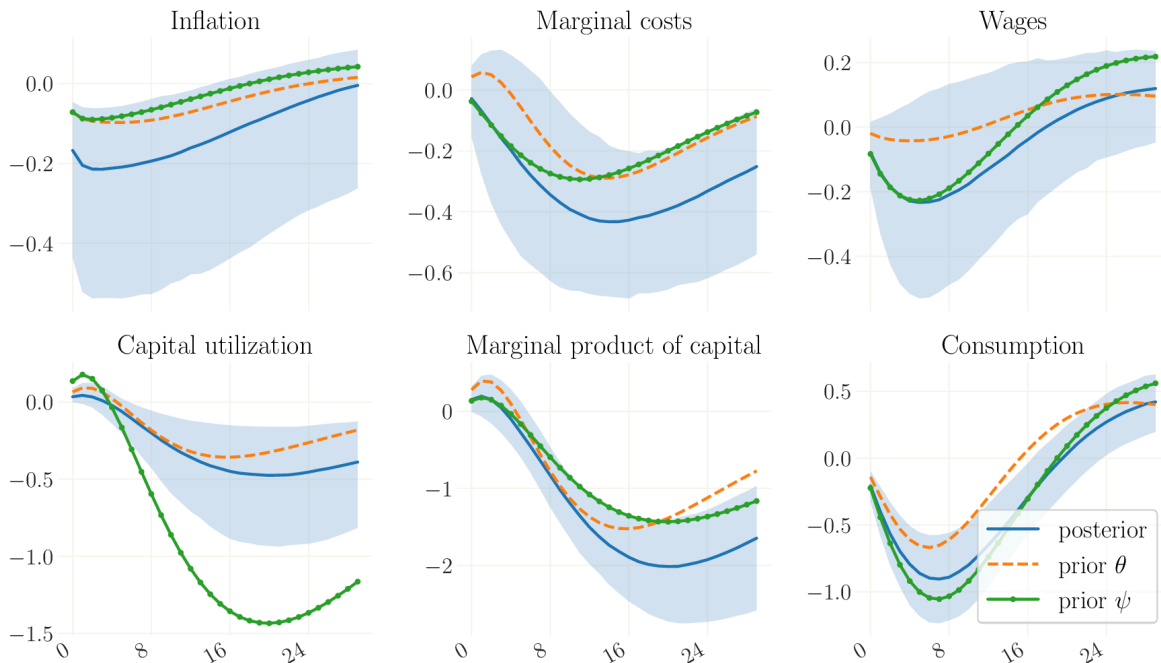 Inflation
Marginal costs
Wages
0.0
−0.2
−0.4
0.0
−0.2
−0.4
−0.6
0.2
0.0
−0.2
−0.4
Capital utilization
Marginal product of capital
Consumption
0.0
−0.5
−1.0
−1.5
0
−1
−2
0.5
0.0
−0.5
−1.0
posterior
prior θ
prior ψ
0 8 16 24
0 8 16 24
0 8 16 24